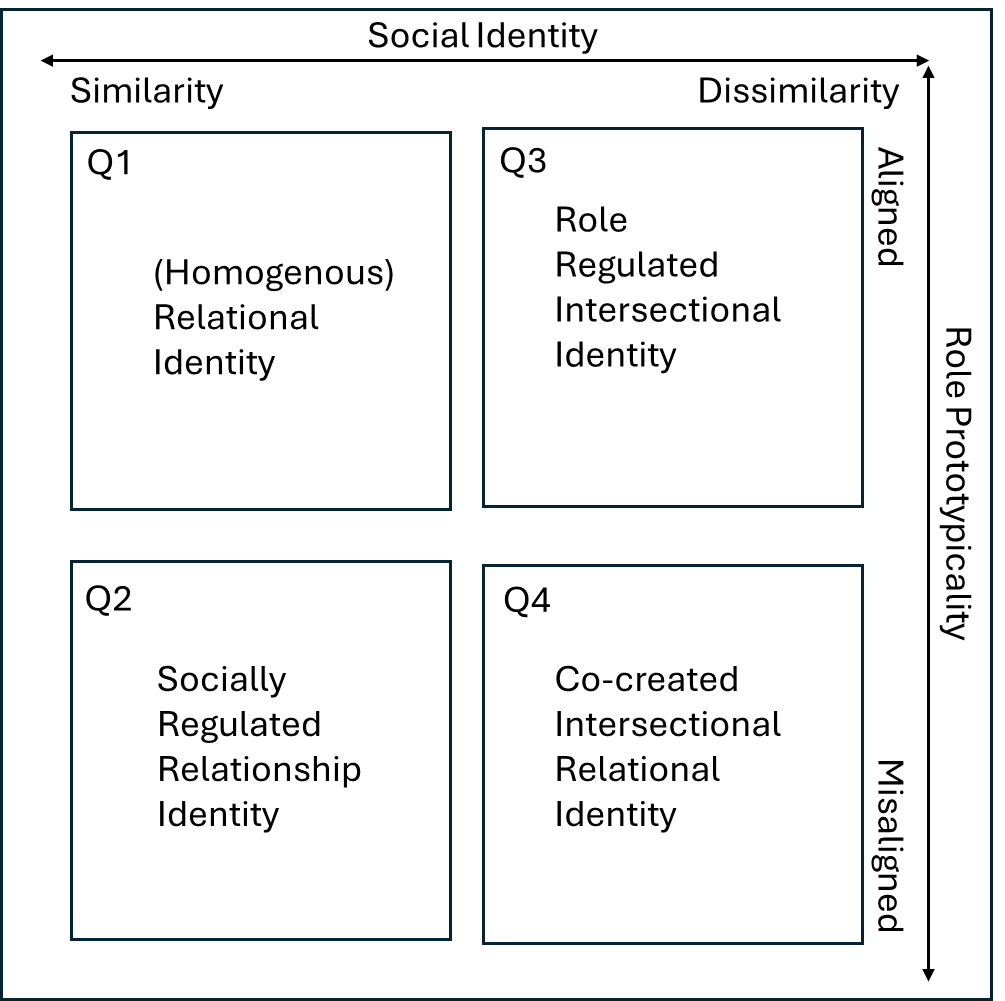 Social Identity
Similarity
Dissimilarity
Q1
(Homogenous)
Relational
Identity
Q3
Role
Regulated
Intersectional
Identity
Aligned
Role Prototypicality
Q2
Socially
Regulated
Relationship
Identity
Q4
Co-created
Intersectional
Relational
Identity
Misaligned